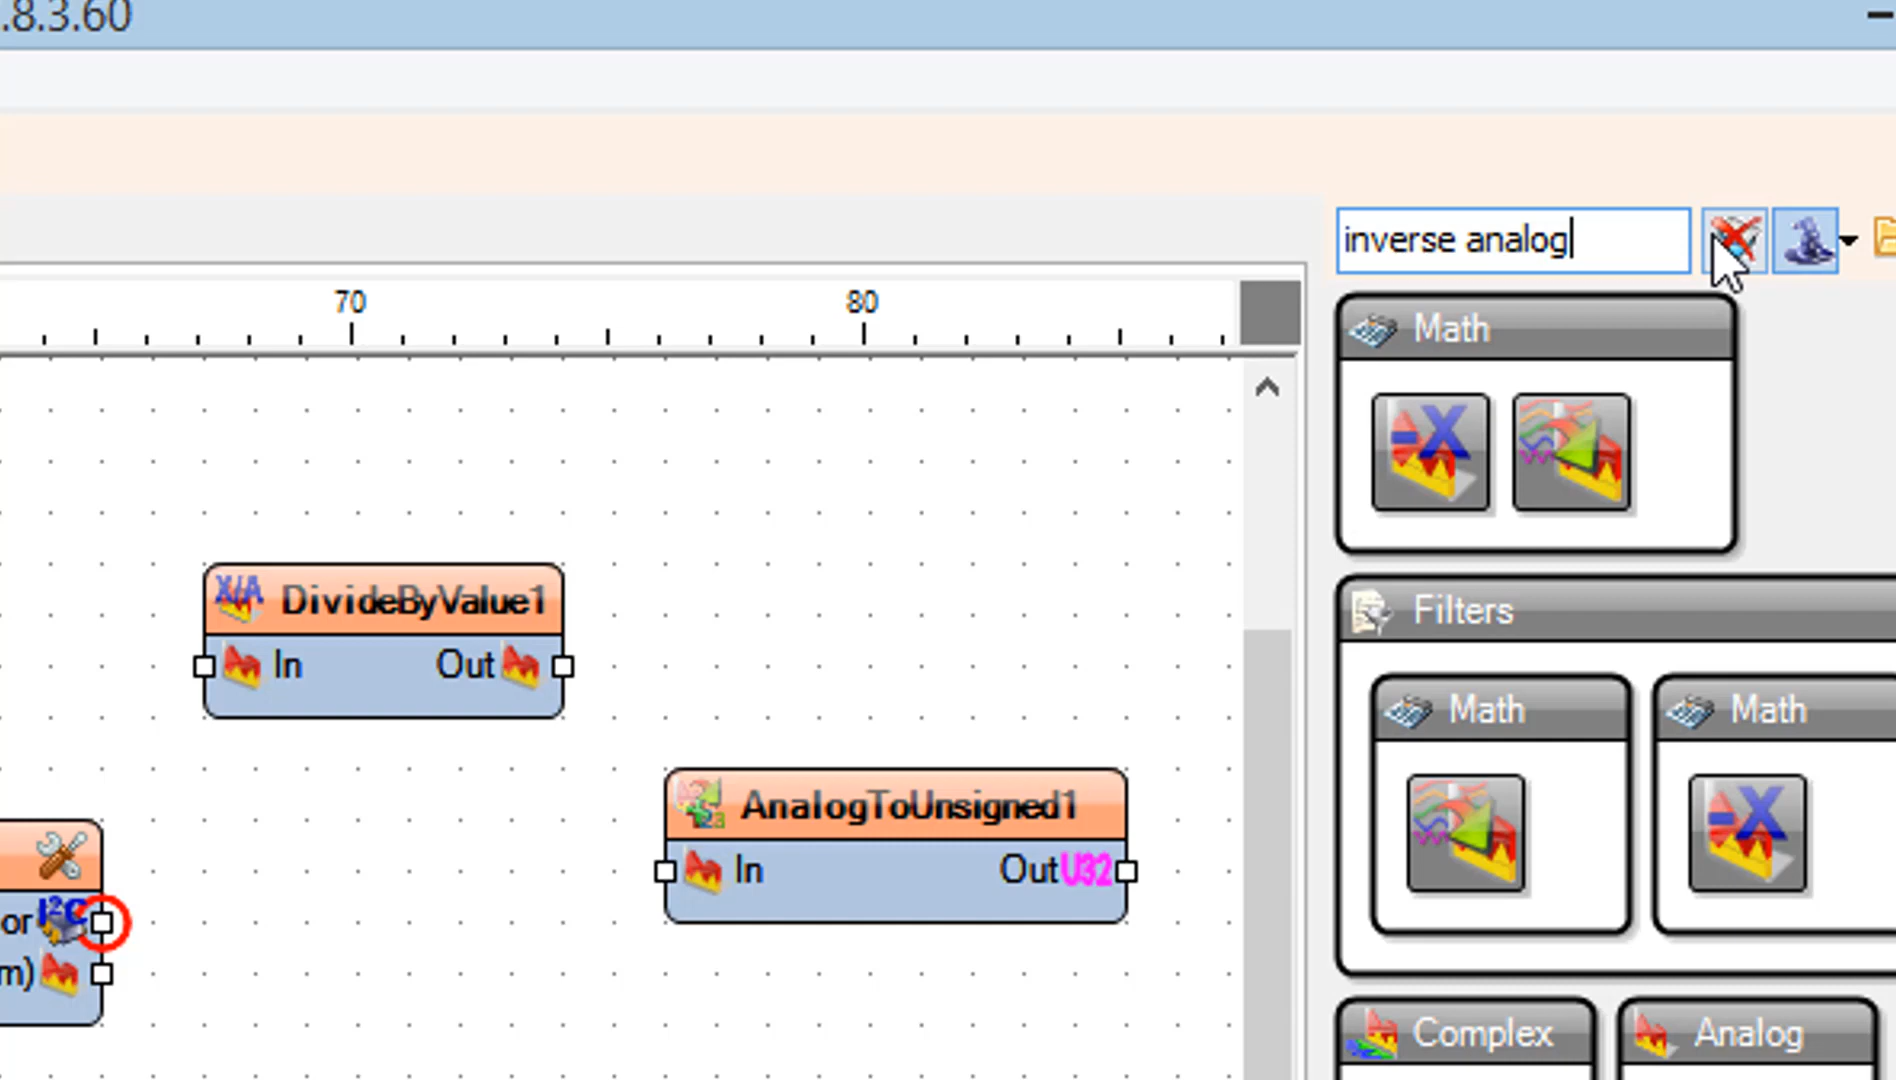 .8.3.60
inverse analog
70
80
Math
-X
Filters
X/A DivideByValue1
In Out
Math
Math
-X
AnalogToUnsigned1
In Out U32
or I²C
m)
Complex
Analog